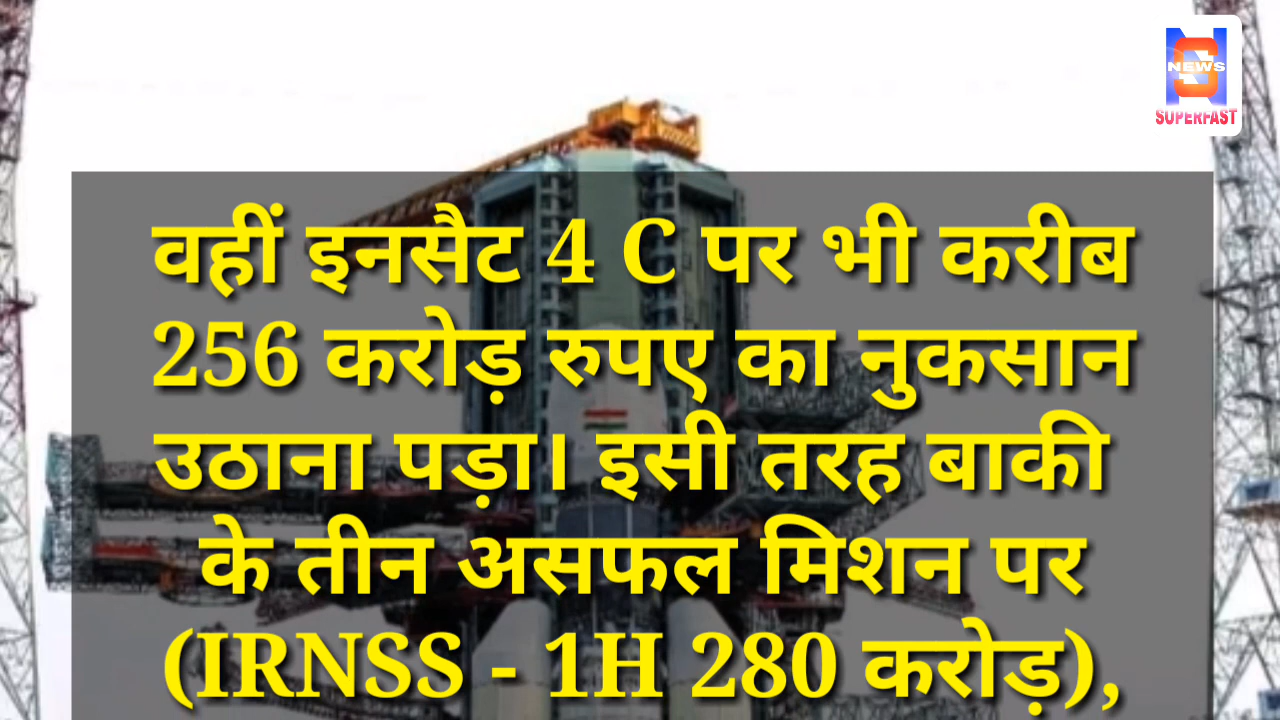 NEWS
SUPERFAST
वहीं इनसैट 4 C पर भी करीब
256 करोड़ रुपए का नुकसान
उठाना पड़ा। इसी तरह बाकी
के तीन असफल मिशन पर
(IRNSS - 1H 280 करोड़),